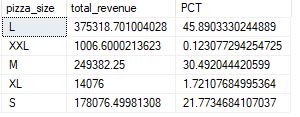 pizza_size total_revenue PCT
L 375318.701004028 45.8903330244889
XXL 1006.6000213623 0.123077294254725
M 249382.25 30.492044420599
XL 14076 1.72107684995364
S 178076.49981308 21.7734684107037